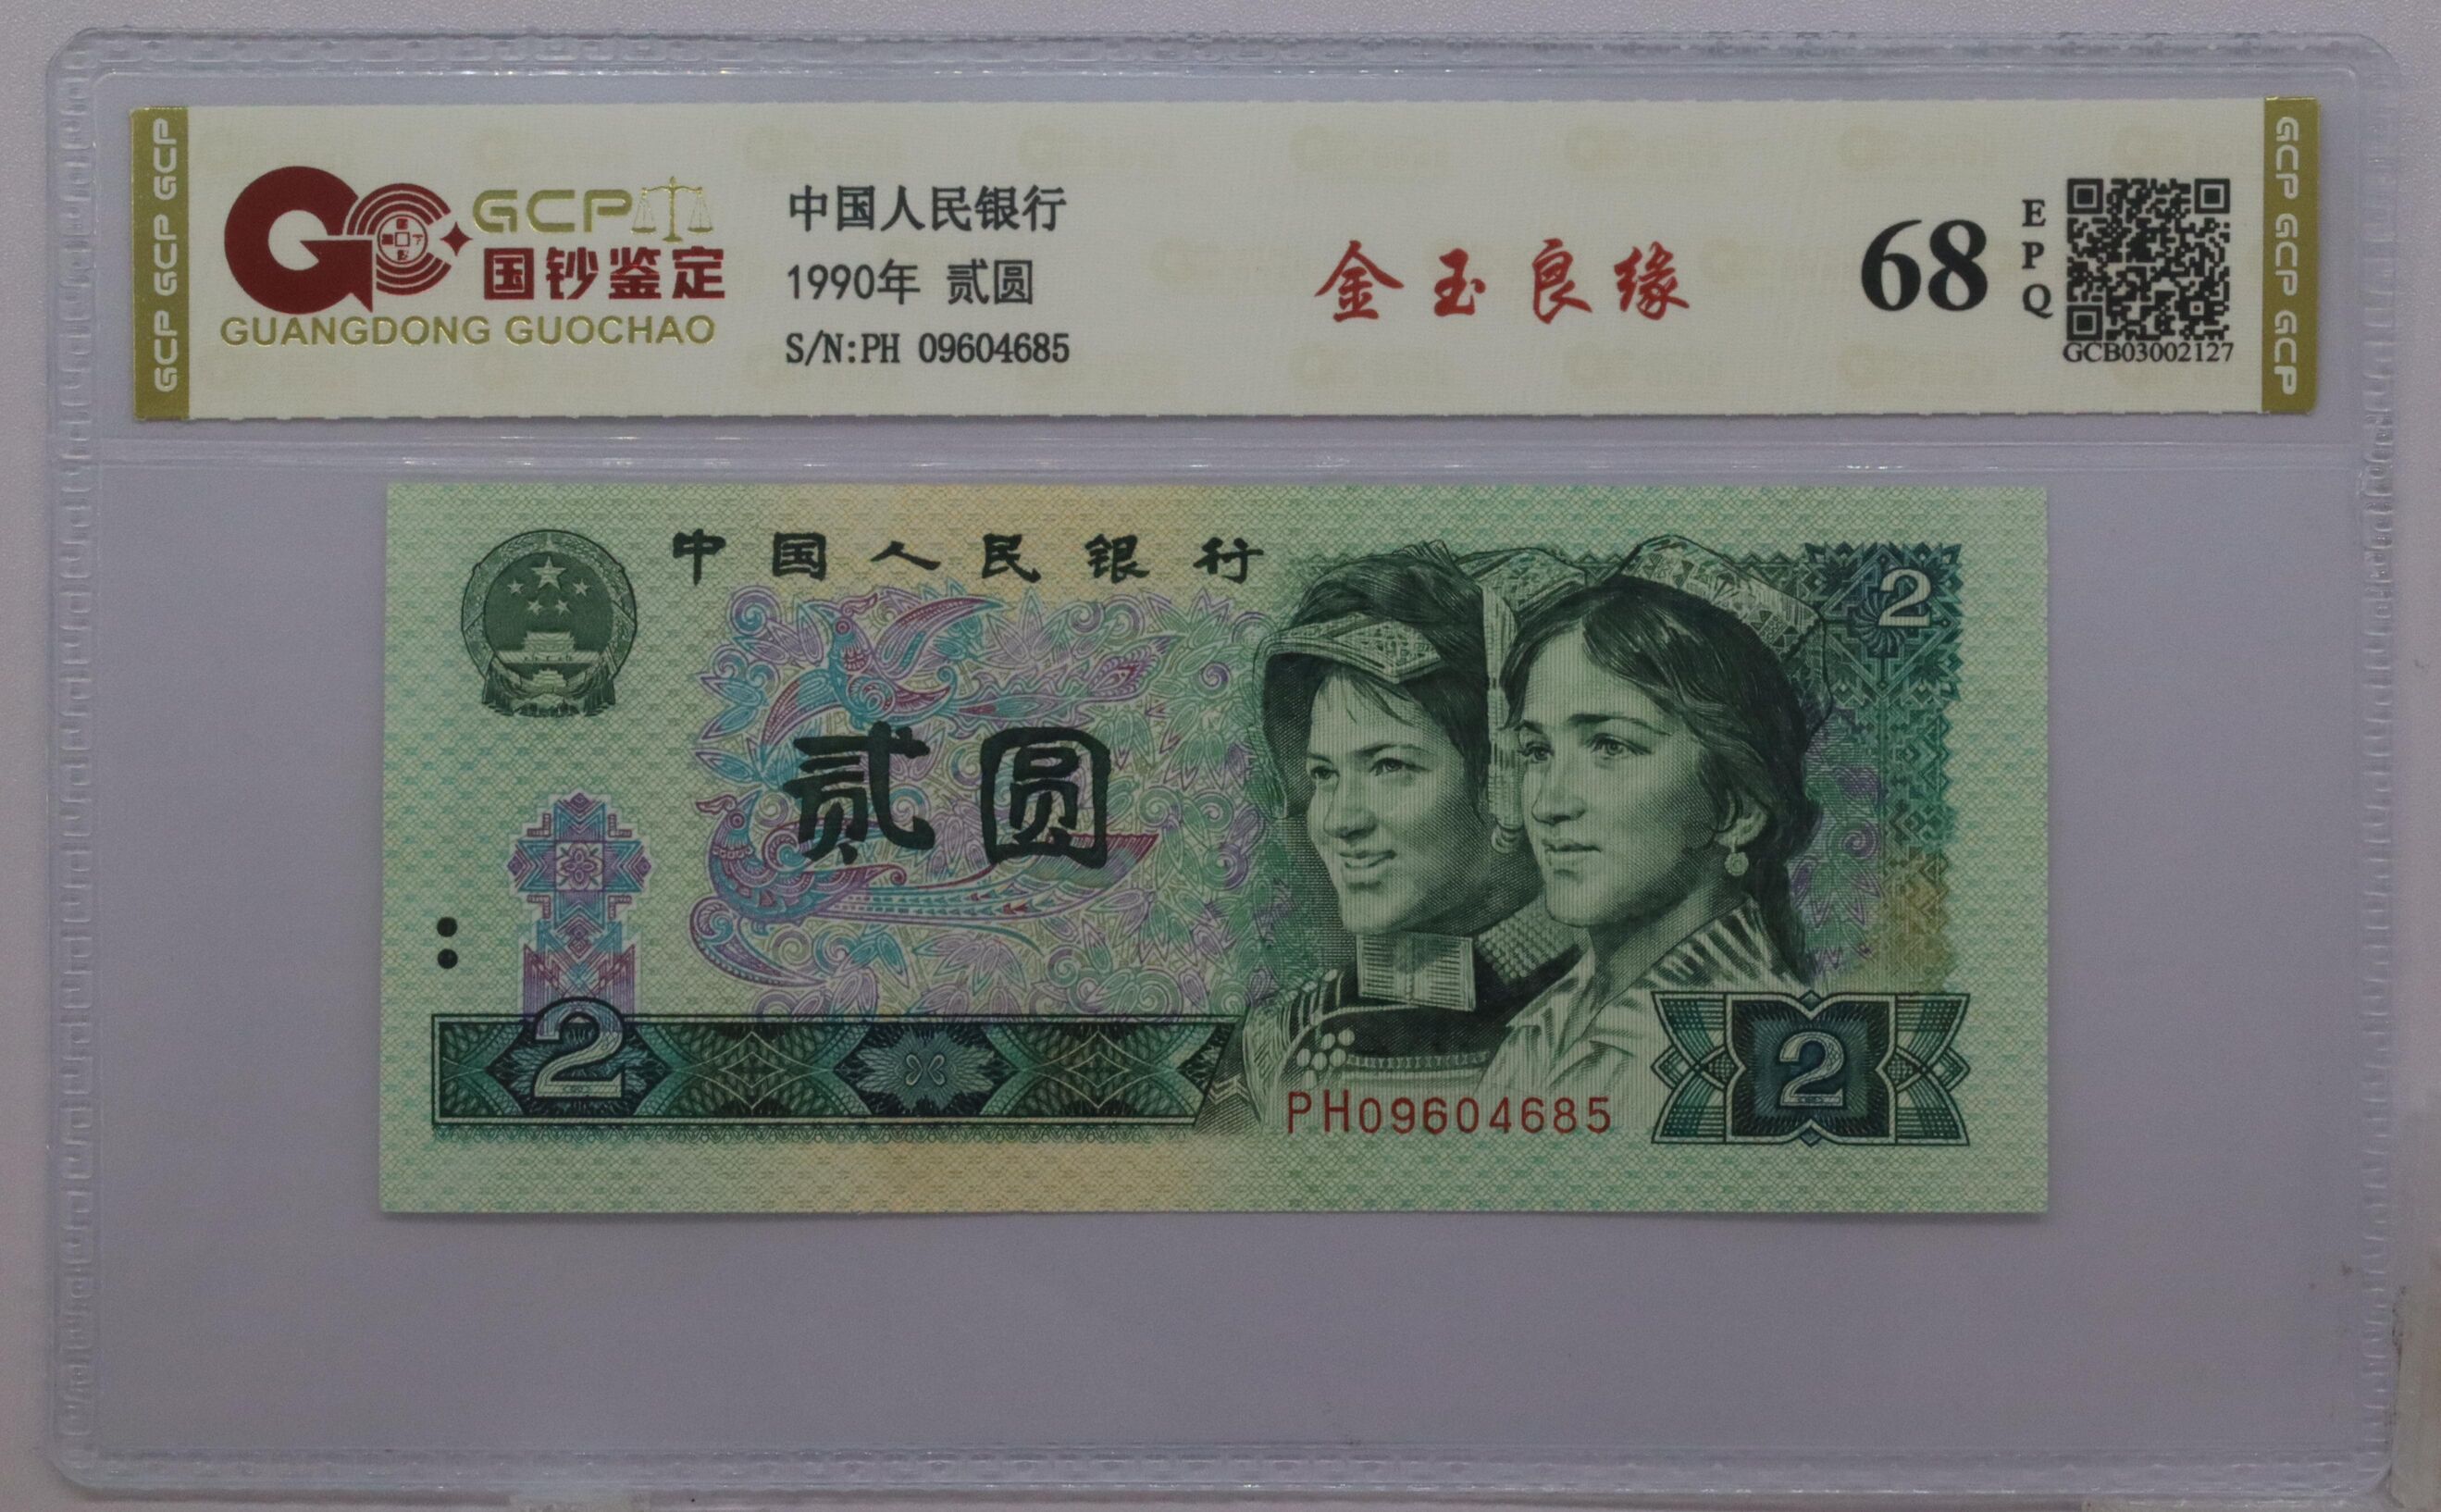 GCP GCP GCP
GCP
国钞鉴定
GUANGDONG GUOCHAO
中国人民银行
1990年 贰圆
S/N:PH 09604685
金玉良缘
68
EPQ
GCB03002127
GCP GCP GCP
中国人民银行
2
贰圆
2
PH09604685
2